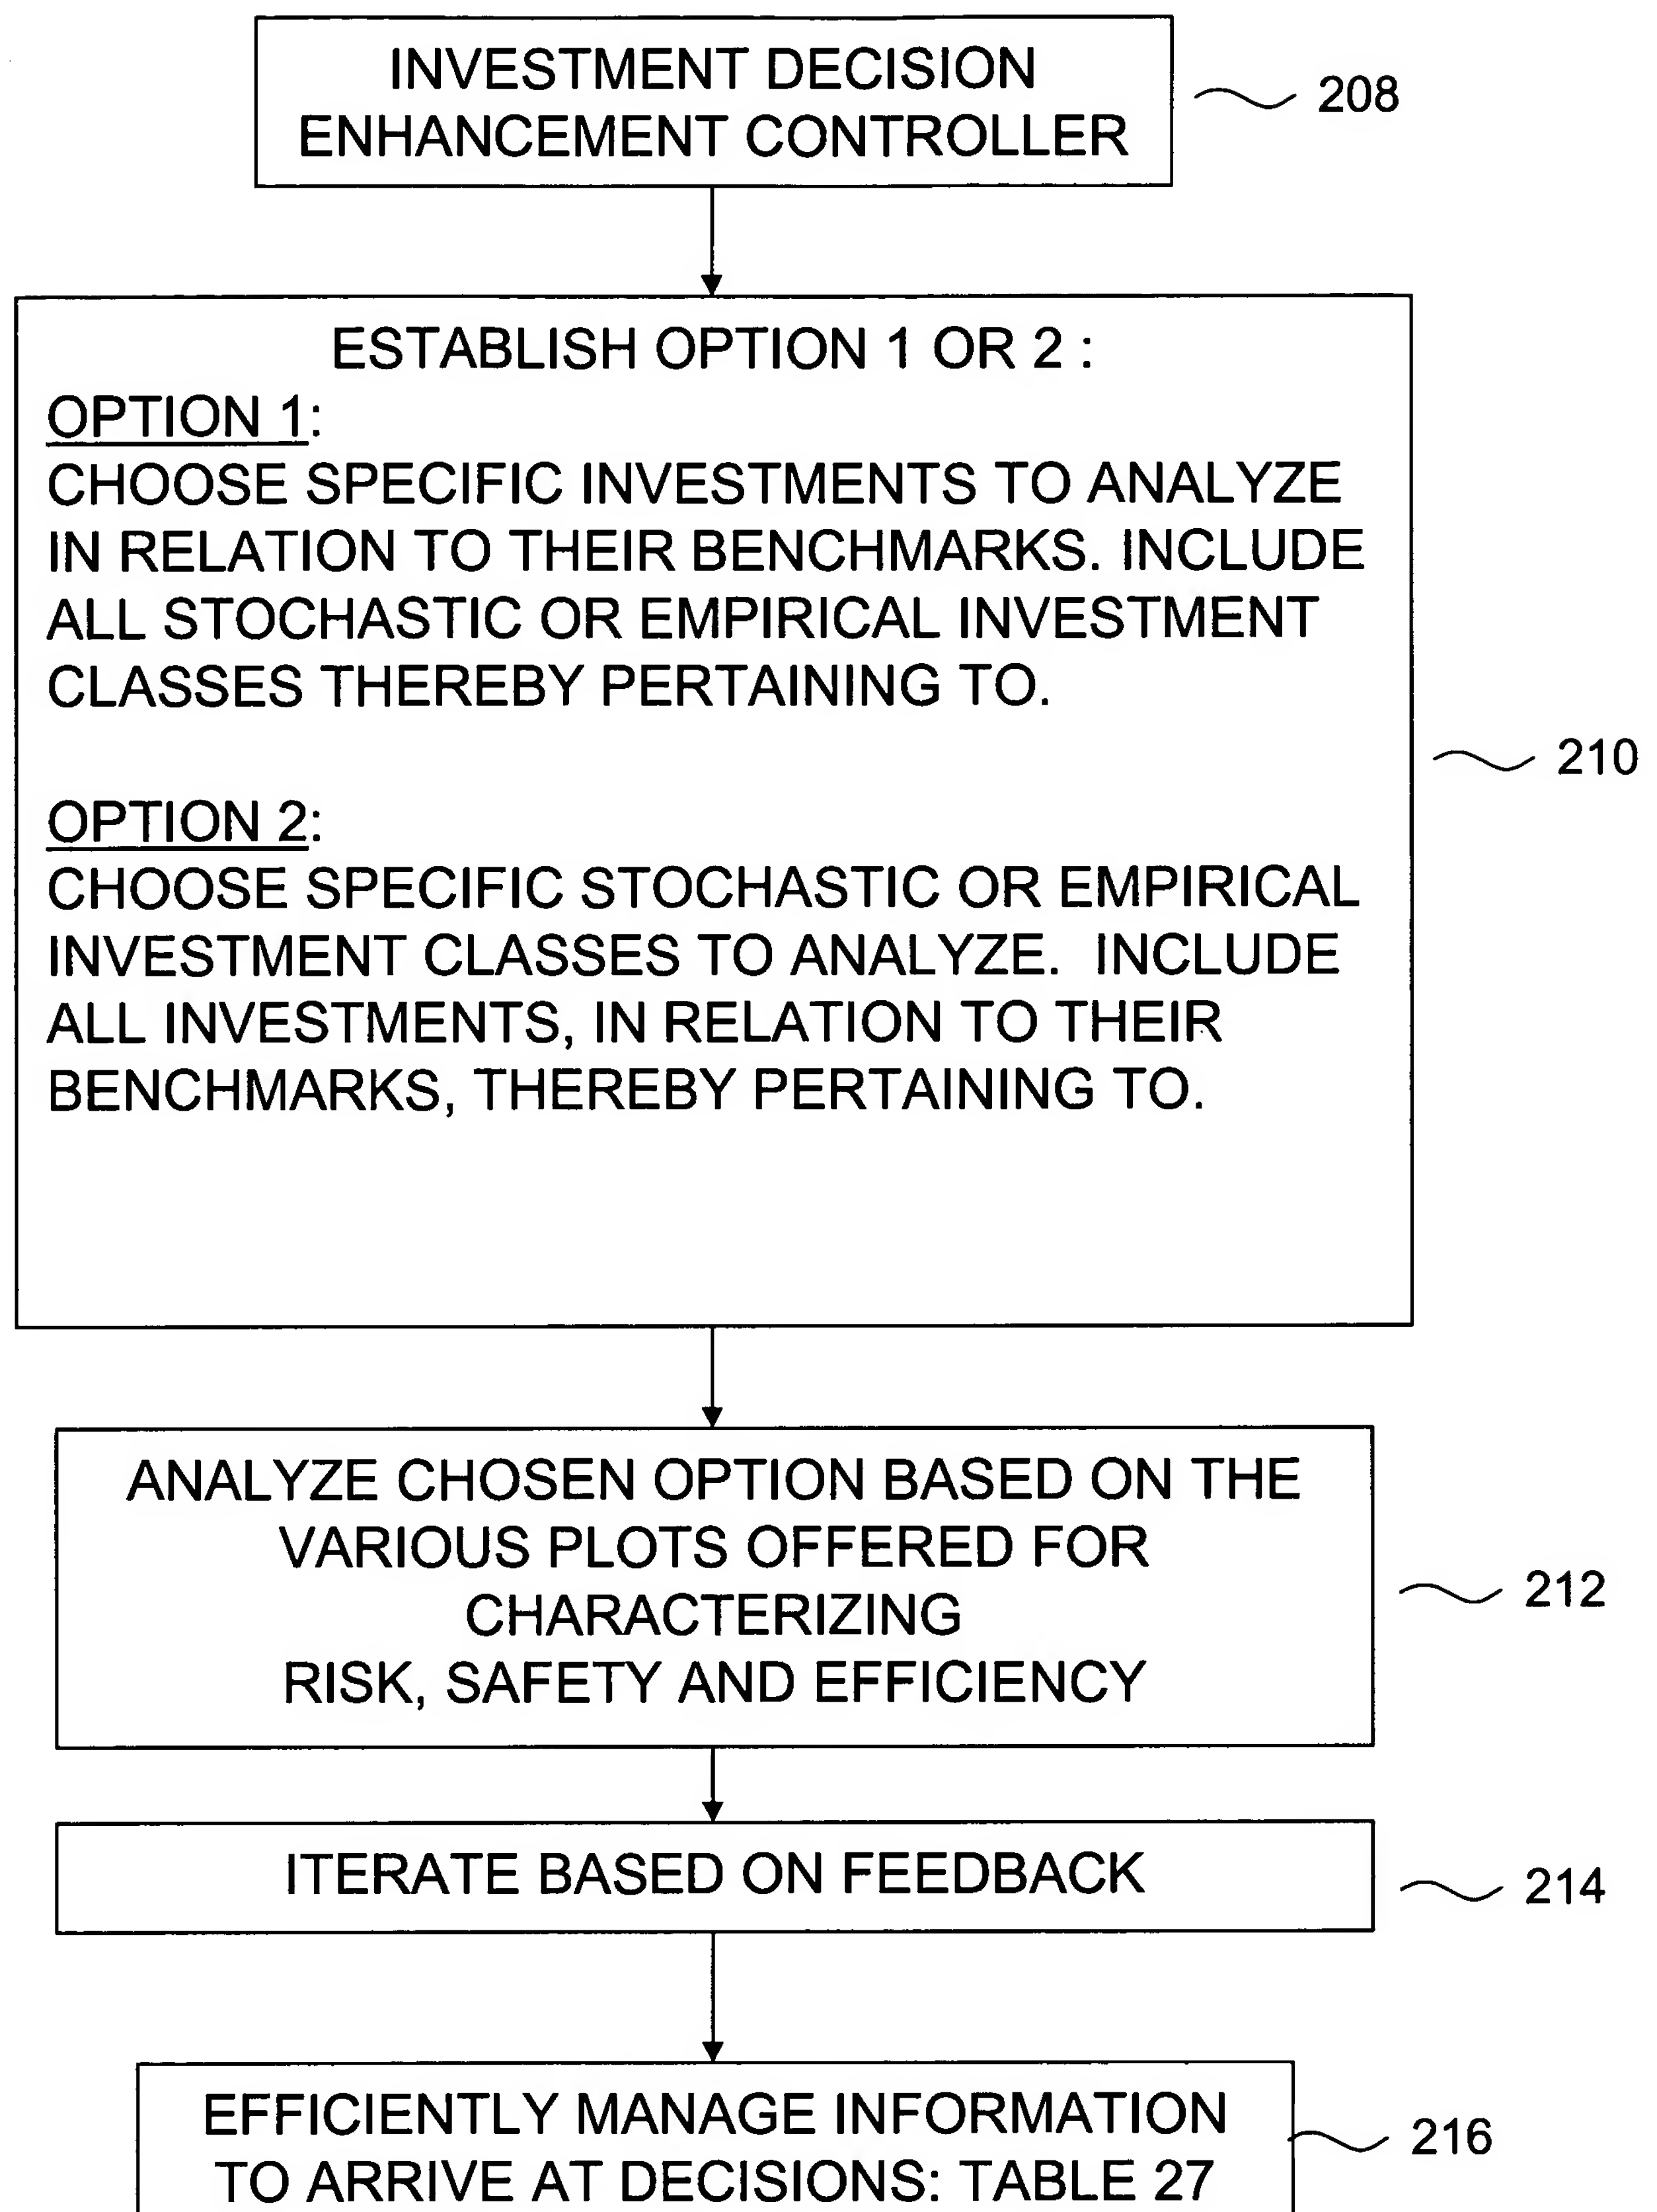 INVESTMENT DECISION
ENHANCEMENT CONTROLLER
208
ESTABLISH OPTION 1 OR 2 :
OPTION 1:
CHOOSE SPECIFIC INVESTMENTS TO ANALYZE
IN RELATION TO THEIR BENCHMARKS. INCLUDE
ALL STOCHASTIC OR EMPIRICAL INVESTMENT
CLASSES THEREBY PERTAINING TO.
210
OPTION 2:
CHOOSE SPECIFIC STOCHASTIC OR EMPIRICAL
INVESTMENT CLASSES TO ANALYZE.  INCLUDE
ALL INVESTMENTS, IN RELATION TO THEIR
BENCHMARKS, THEREBY PERTAINING TO.
ANALYZE CHOSEN OPTION BASED ON THE
VARIOUS PLOTS OFFERED FOR
CHARACTERIZING
RISK, SAFETY AND EFFICIENCY
212
ITERATE BASED ON FEEDBACK
214
EFFICIENTLY MANAGE INFORMATION
TO ARRIVE AT DECISIONS: TABLE 27
216